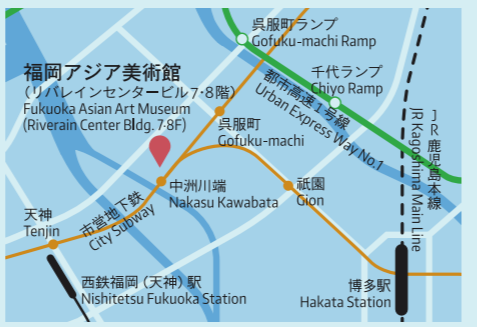 呉服町ランプ
Gofuku-machi Ramp
福岡アジア美術館
（リバレインセンタービル7・8階）
Fukuoka Asian Art Museum
(Riverain Center Bldg. 7·8F)
千代ランプ
Chiyo Ramp
都市高速1号線
Urban Express Way No.1
呉服町
Gofuku-machi
JR鹿児島本線
JR Kagoshima Main Line
中洲川端
Nakasu Kawabata
祇園
Gion
天神
Tenjin
市営地下鉄
City Subway
西鉄福岡（天神）駅
Nishitetsu Fukuoka Station
博多駅
Hakata Station